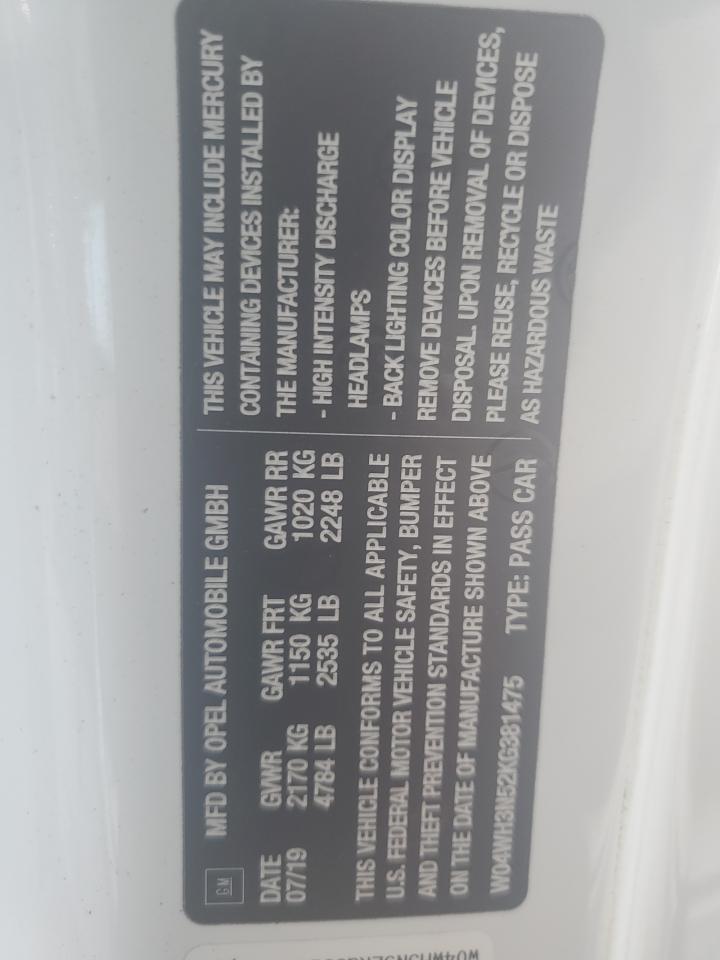 GM
MFD BY OPEL AUTOMOBILE GMBH
DATE GVWR GAWR FRT GAWR RR
07/19 2170 KG 1150 KG 1020 KG
4784 LB 2535 LB 2248 LB
THIS VEHICLE CONFORMS TO ALL APPLICABLE
U.S. FEDERAL MOTOR VEHICLE SAFETY, BUMPER
AND THEFT PREVENTION STANDARDS IN EFFECT
ON THE DATE OF MANUFACTURE SHOWN ABOVE
W04WH3N52KG381475 TYPE: PASS CAR
THIS VEHICLE MAY INCLUDE MERCURY
CONTAINING DEVICES INSTALLED BY
THE MANUFACTURER:
- HIGH INTENSITY DISCHARGE
HEADLAMPS
- BACK LIGHTING COLOR DISPLAY
REMOVE DEVICES BEFORE VEHICLE
DISPOSAL. UPON REMOVAL OF DEVICES,
PLEASE REUSE, RECYCLE OR DISPOSE
AS HAZARDOUS WASTE